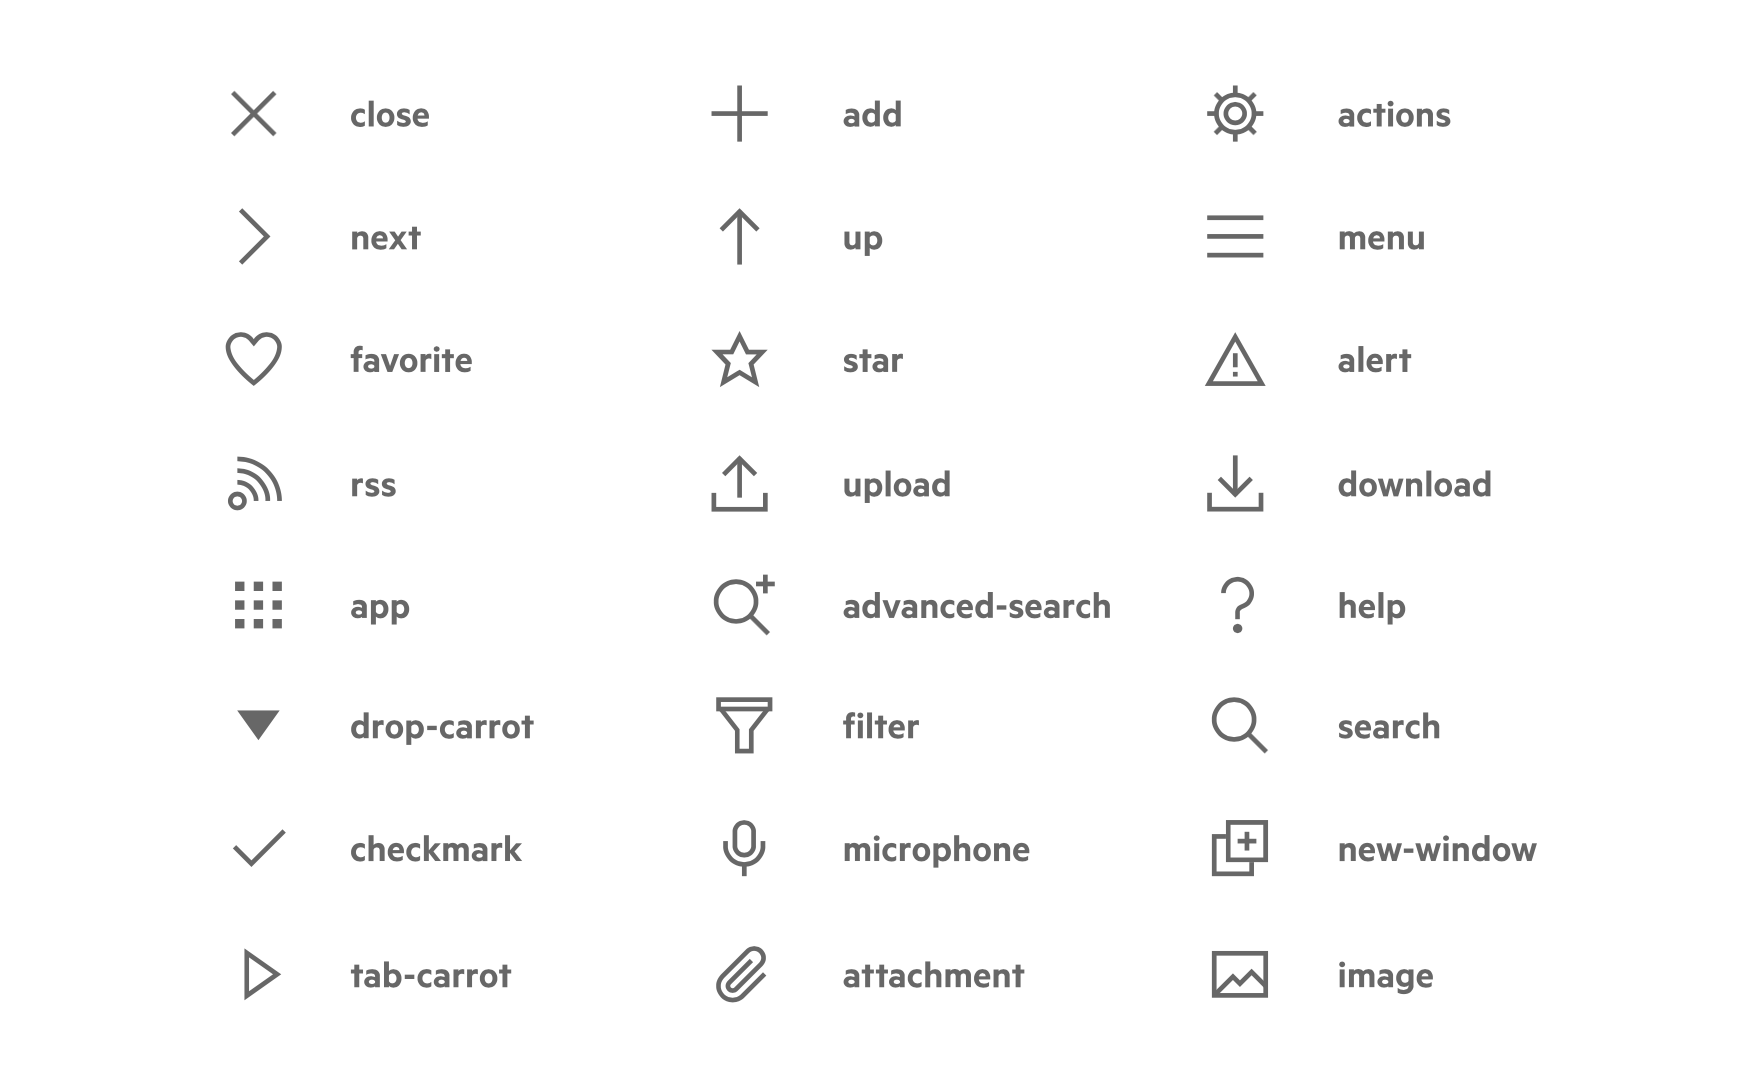 close
add
actions
next
up
menu
favorite
star
alert
rss
upload
download
app
advanced-search
help
drop-carrot
filter
search
checkmark
microphone
new-window
tab-carrot
attachment
image